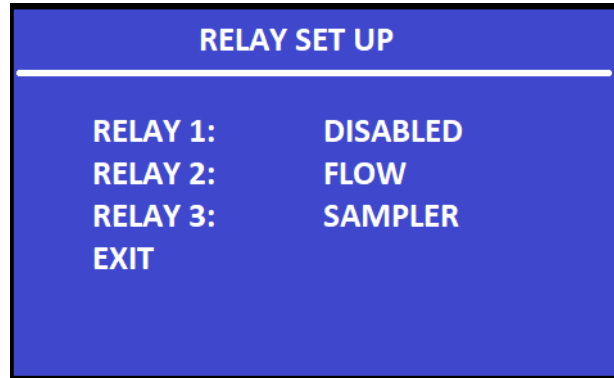 RELAY SET UP
RELAY 1: DISABLED
RELAY 2: FLOW
RELAY 3: SAMPLER
EXIT